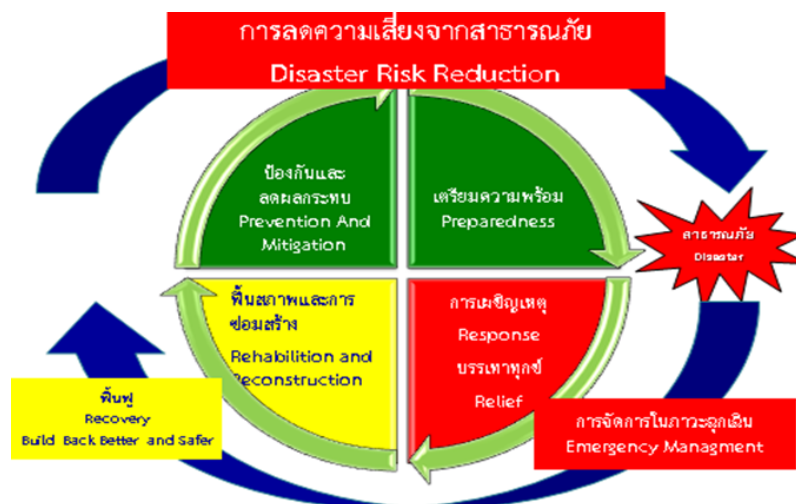 การลดความเสี่ยงจากสาธารณภัย
Disaster Risk Reduction
ป้องกันและ
ลดผลกระทบ
Prevention And
Mitigation
เตรียมความพร้อม
Preparedness
สาธารณภัย
Disaster
ฟื้นสภาพและการ
ซ่อมสร้าง
Rehabilition and
Reconstruction
การเผชิญเหตุ
Response
บรรเทาทุกข์
Relief
ฟื้นฟู
Recovery
Build Back Better and Safer
การจัดการในภาวะฉุกเฉิน
Emergency Managment